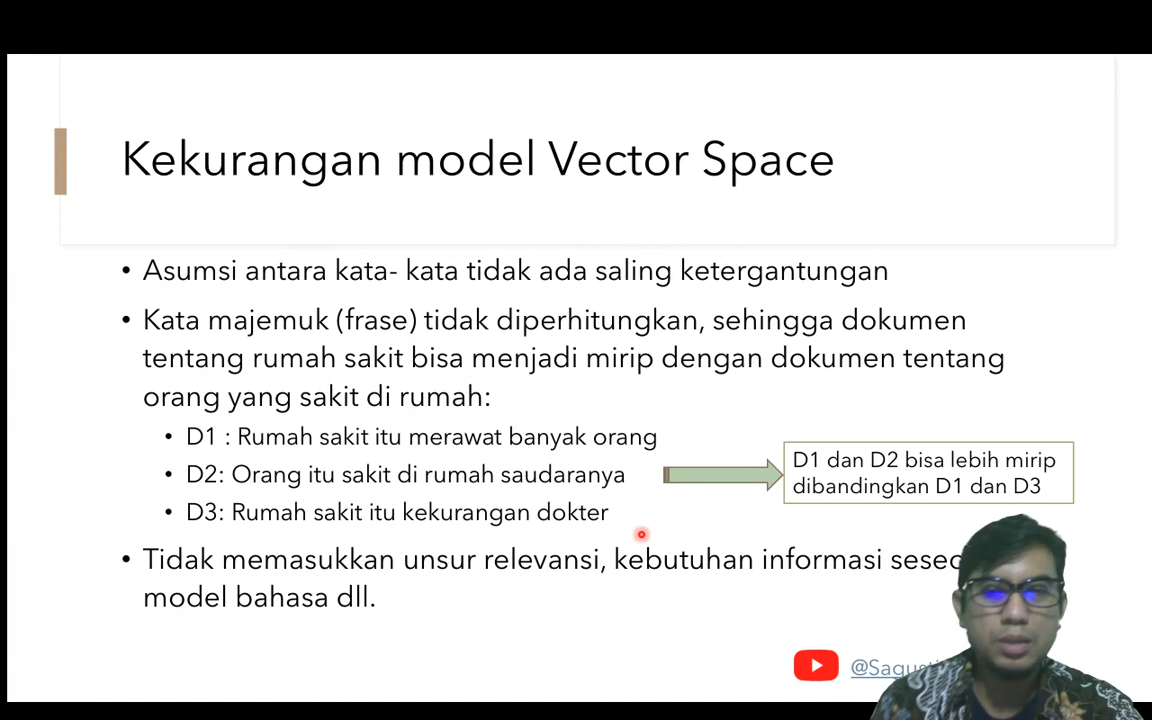 Kekurangan model Vector Space
• Asumsi antara kata- kata tidak ada saling ketergantungan
• Kata majemuk (frase) tidak diperhitungkan, sehingga dokumen
tentang rumah sakit bisa menjadi mirip dengan dokumen tentang
orang yang sakit di rumah:
• D1 : Rumah sakit itu merawat banyak orang
• D2: Orang itu sakit di rumah saudaranya
• D3: Rumah sakit itu kekurangan dokter
D1 dan D2 bisa lebih mirip
dibandingkan D1 dan D3
• Tidak memasukkan unsur relevansi, kebutuhan informasi
model bahasa dll.